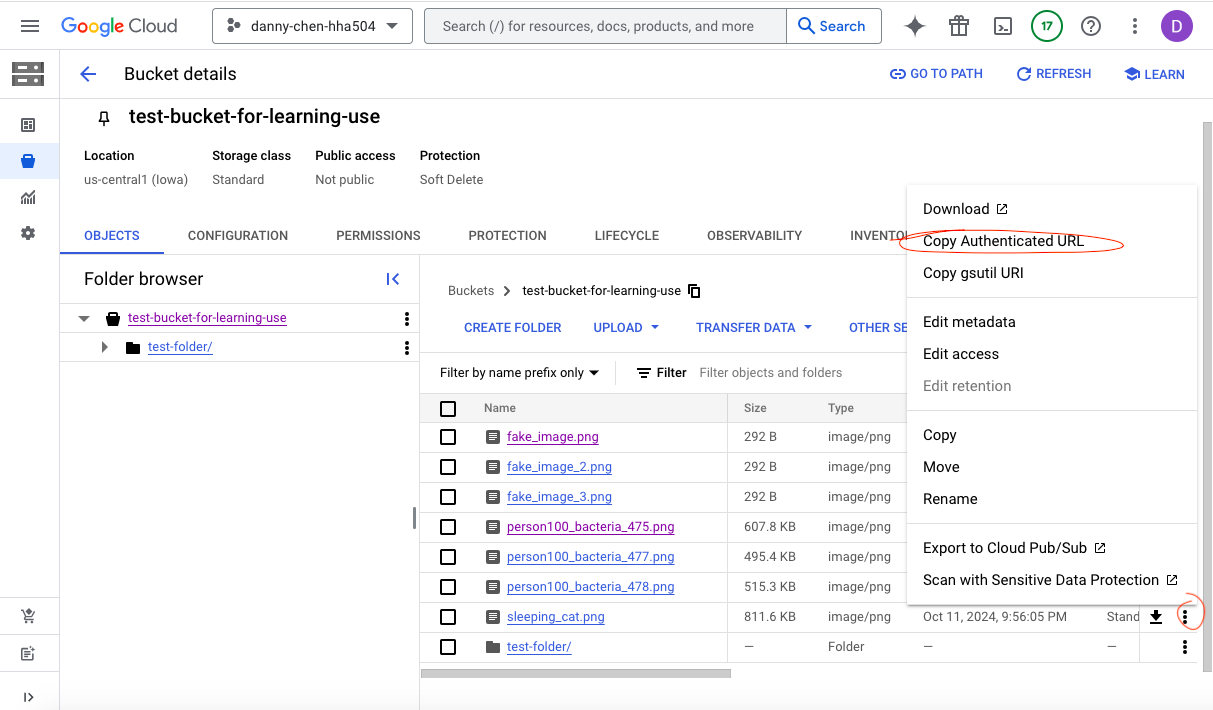 Google Cloud
danny-chen-hha504
Search (/) for resources, docs, products, and more
Search
17
D
Bucket details
GO TO PATH
REFRESH
LEARN
test-bucket-for-learning-use
Location Storage class Public access Protection
us-central1 (Iowa) Standard Not public Soft Delete
OBJECTS CONFIGURATION PERMISSIONS PROTECTION LIFECYCLE OBSERVABILITY INVENTO
Folder browser
test-bucket-for-learning-use
test-folder/
Buckets test-bucket-for-learning-use
CREATE FOLDER UPLOAD TRANSFER DATA OTHER SE
Filter by name prefix only Filter Filter objects and folders
Name Size Type
fake_image.png 292 B image/png
fake_image_2.png 292 B image/png
fake_image_3.png 292 B image/png
person100_bacteria_475.png 607.8 KB image/png
person100_bacteria_477.png 495.4 KB image/png
person100_bacteria_478.png 515.3 KB image/png
sleeping_cat.png 811.6 KB image/png Oct 11, 2024, 9:56:05 PM Stand
test-folder/ — Folder — —
Download
Copy Authenticated URL
Copy gsutil URI
Edit metadata
Edit access
Edit retention
Copy
Move
Rename
Export to Cloud Pub/Sub
Scan with Sensitive Data Protection